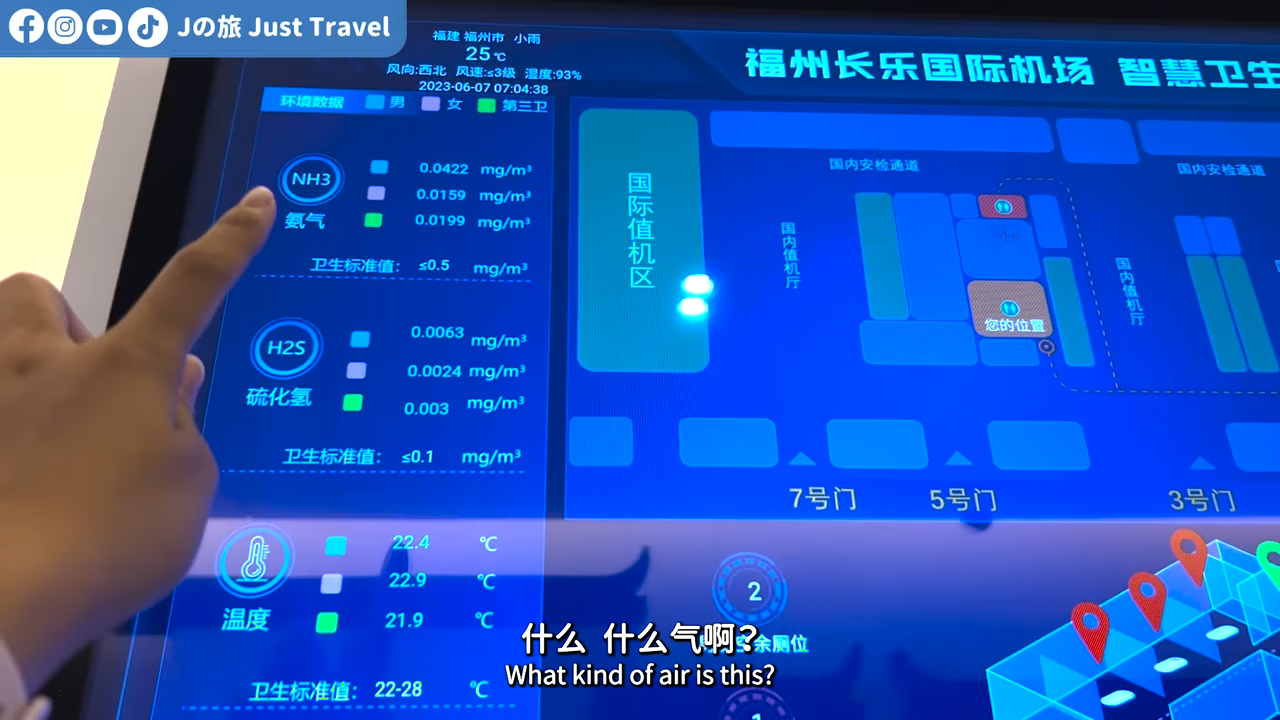 Jの旅 Just Travel
福建 福州市 小雨
25℃
风向:西北 风速:≤3级 湿度:93%
2023-06-07 07:04:38
福州长乐国际机场 智慧卫生
环境数据 男 女 第三卫
NH3
氨气
0.0422 mg/m³
0.0159 mg/m³
0.0199 mg/m³
卫生标准值: ≤0.5 mg/m³
H2S
硫化氢
0.0063 mg/m³
0.0024 mg/m³
0.003 mg/m³
卫生标准值: ≤0.1 mg/m³
温度
22.4 ℃
22.9 ℃
21.9 ℃
卫生标准值: 22-28 ℃
国际值机区
国内安检通道
国内安检通道
国内值机厅
您的位置
国内值机厅
7号门
5号门
3号门
2
余厕位
1
什么 什么气啊?
What kind of air is this?